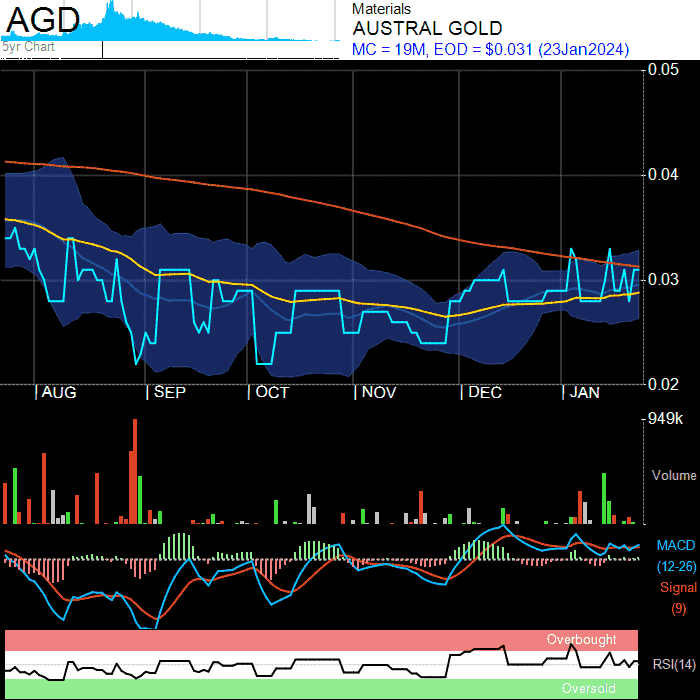 AGD
5yr Chart
Materials
AUSTRAL GOLD
MC = 19M, EOD = $0.031 (23Jan2024)
0.05
0.04
0.03
0.02
AUG
SEP
OCT
NOV
DEC
JAN
949k
Volume
MACD
(12-26)
Signal
(9)
Overbought
RSI(14)
Oversold